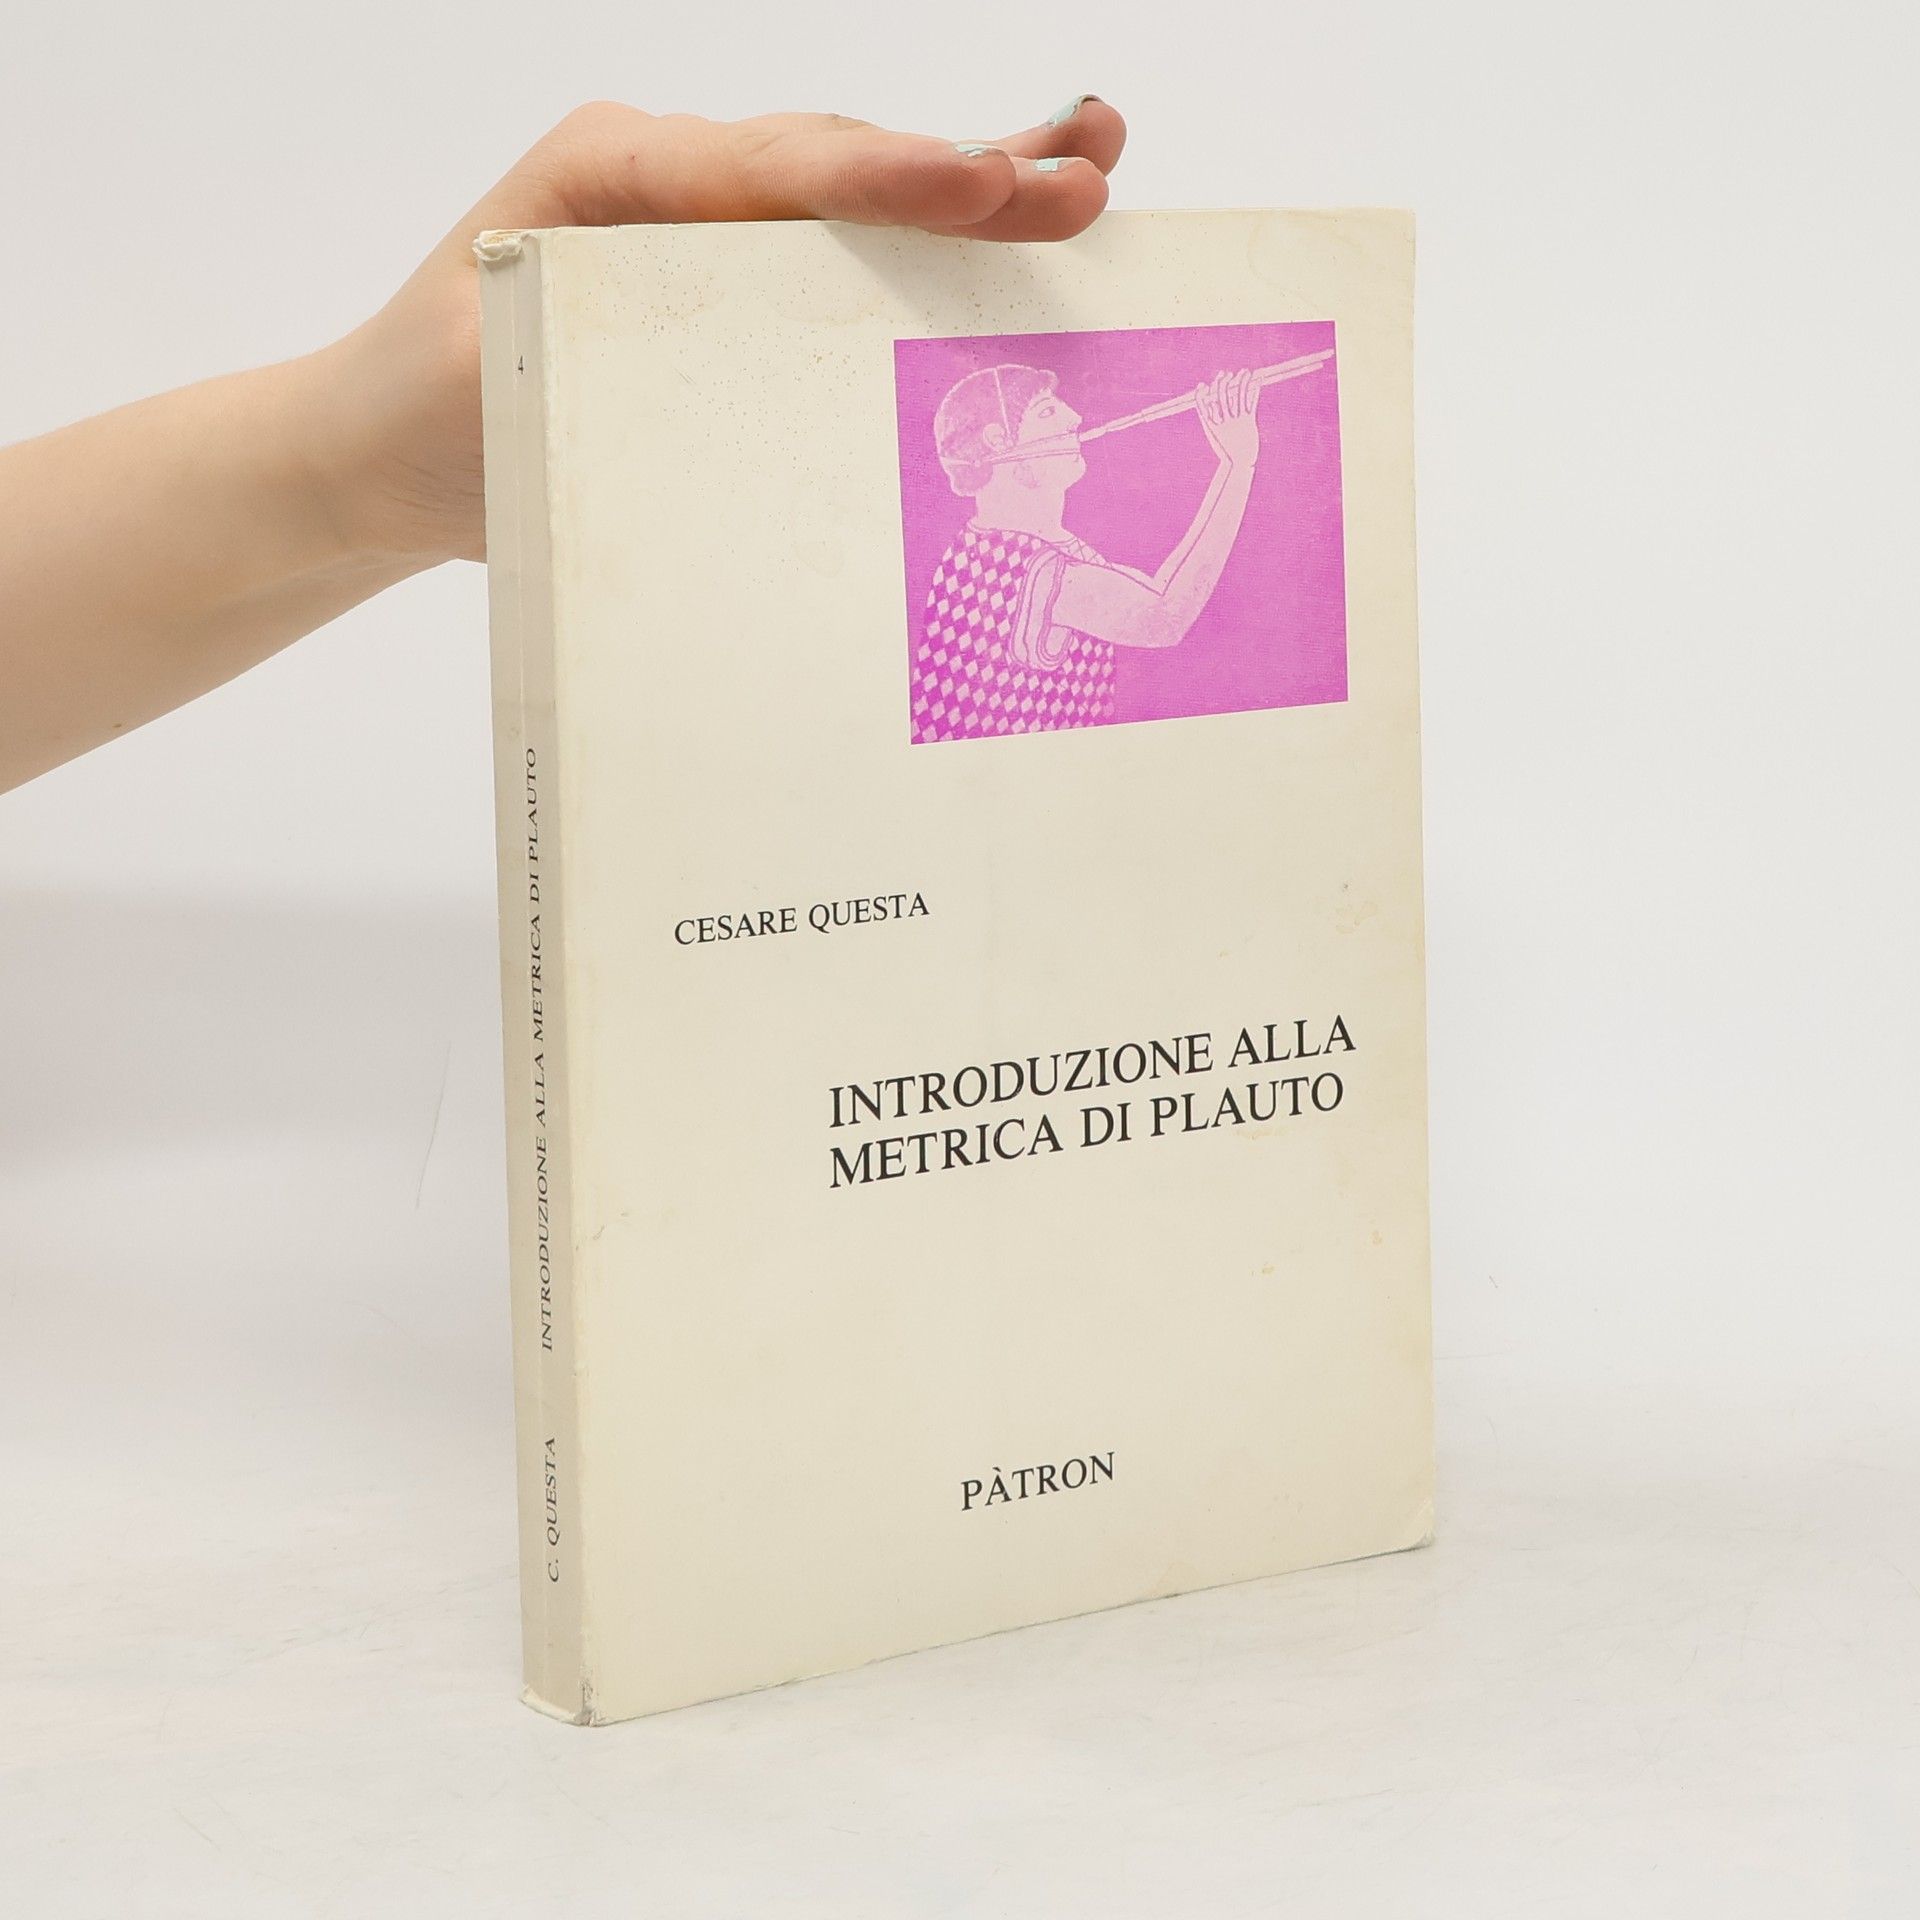 CESARE QUESTA
INTRODUZIONE ALLA
METRICA DI PLAUTO
PÀTRON
4
C. QUESTA INTRODUZIONE ALLA METRICA DI PLAUTO